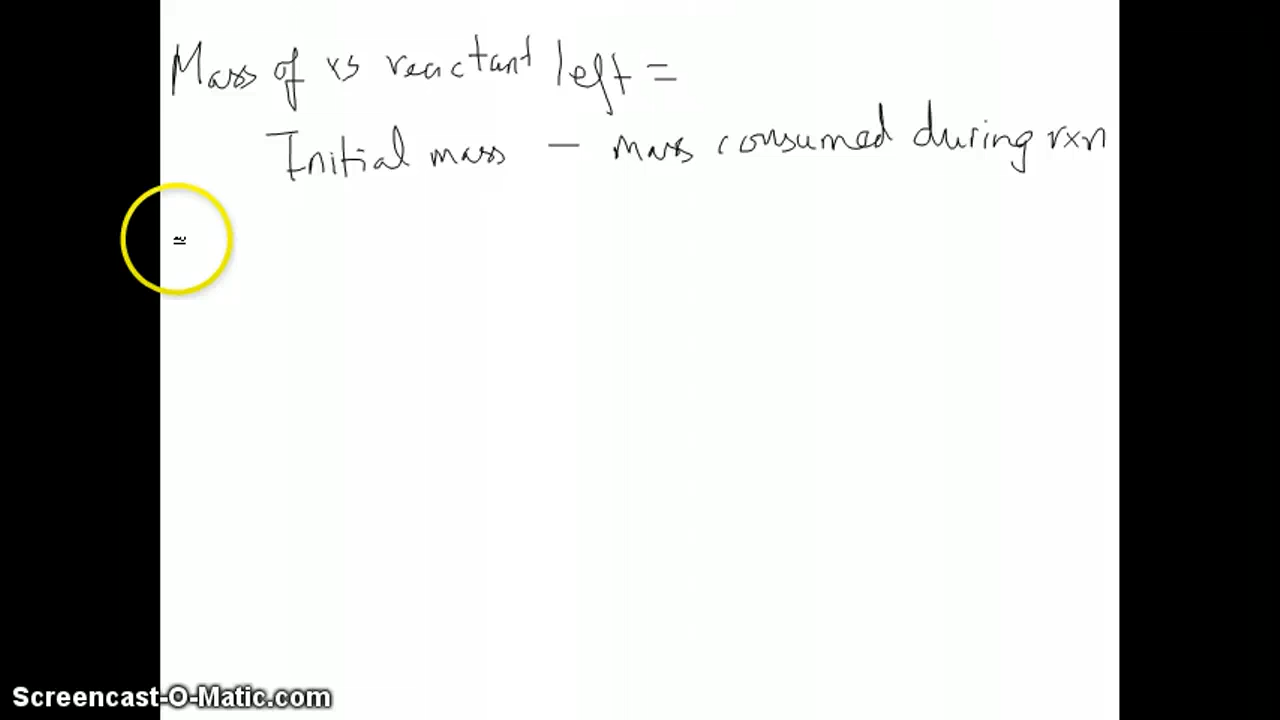 Mass of xs reactant left =
Initial mass — mass consumed during rxn
=
Screencast-O-Matic.com